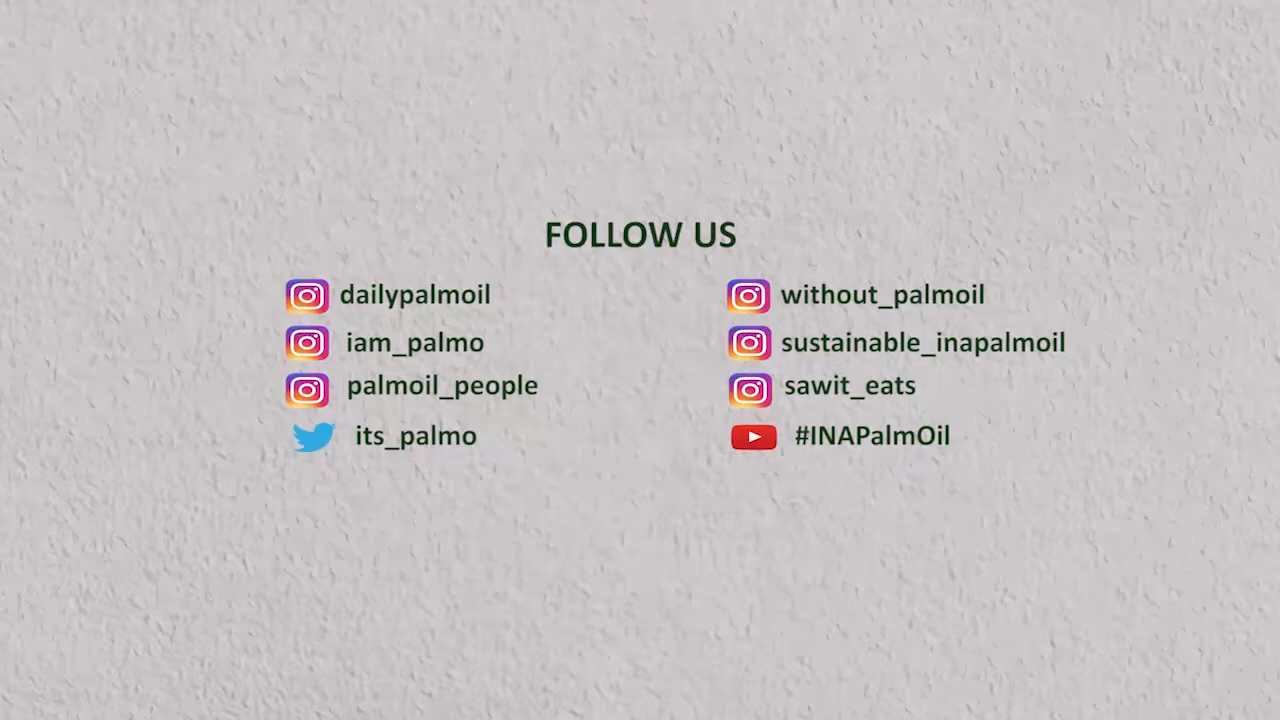 FOLLOW US
dailypalmoil
iam_palmo
palmoil_people
its_palmo
without_palmoil
sustainable_inapalmoil
sawit_eats
#INAPalmOil